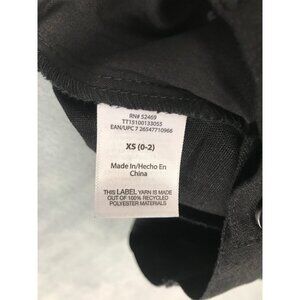 RN# 52469
TT15100133055
EAN/UPC 7 26547710966
XS (0-2)
Made In/Hecho En
China
THIS LABEL YARN IS MADE
OUT OF 100% RECYCLED
POLYESTER MATERIALS